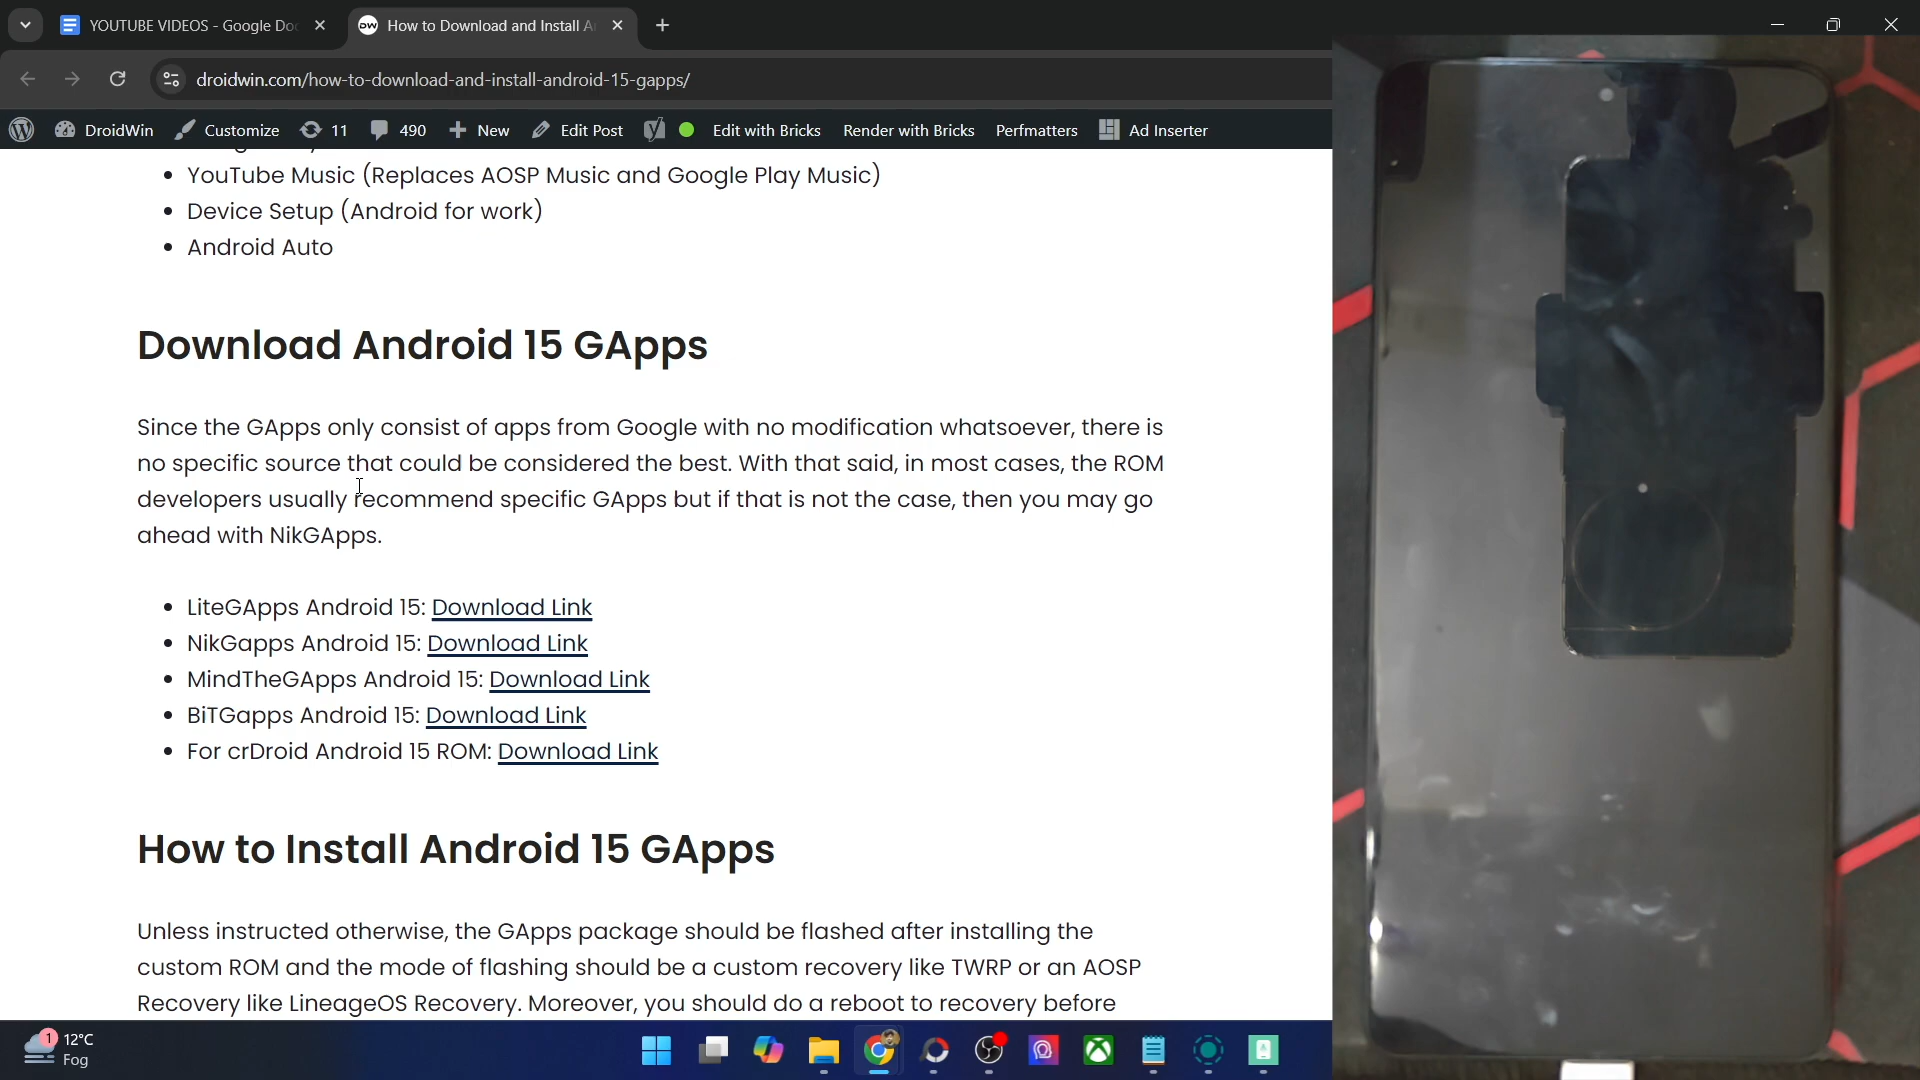 YOUTUBE VIDEOS - Google Do
How to Download and Install A
droidwin.com/how-to-download-and-install-android-15-gapps/
DroidWin
Customize
11
490
New
Edit Post
Edit with Bricks
Render with Bricks
Perfmatters
Ad Inserter
• YouTube Music (Replaces AOSP Music and Google Play Music)
• Device Setup (Android for work)
• Android Auto
Download Android 15 GApps
Since the GApps only consist of apps from Google with no modification whatsoever, there is
no specific source that could be considered the best. With that said, in most cases, the ROM
developers usually recommend specific GApps but if that is not the case, then you may go
ahead with NikGApps.
• LiteGApps Android 15: Download Link
• NikGapps Android 15: Download Link
• MindTheGApps Android 15: Download Link
• BiTGapps Android 15: Download Link
• For crDroid Android 15 ROM: Download Link
How to Install Android 15 GApps
Unless instructed otherwise, the GApps package should be flashed after installing the
custom ROM and the mode of flashing should be a custom recovery like TWRP or an AOSP
Recovery like LineageOS Recovery. Moreover, you should do a reboot to recovery before
1
12°C
Fog